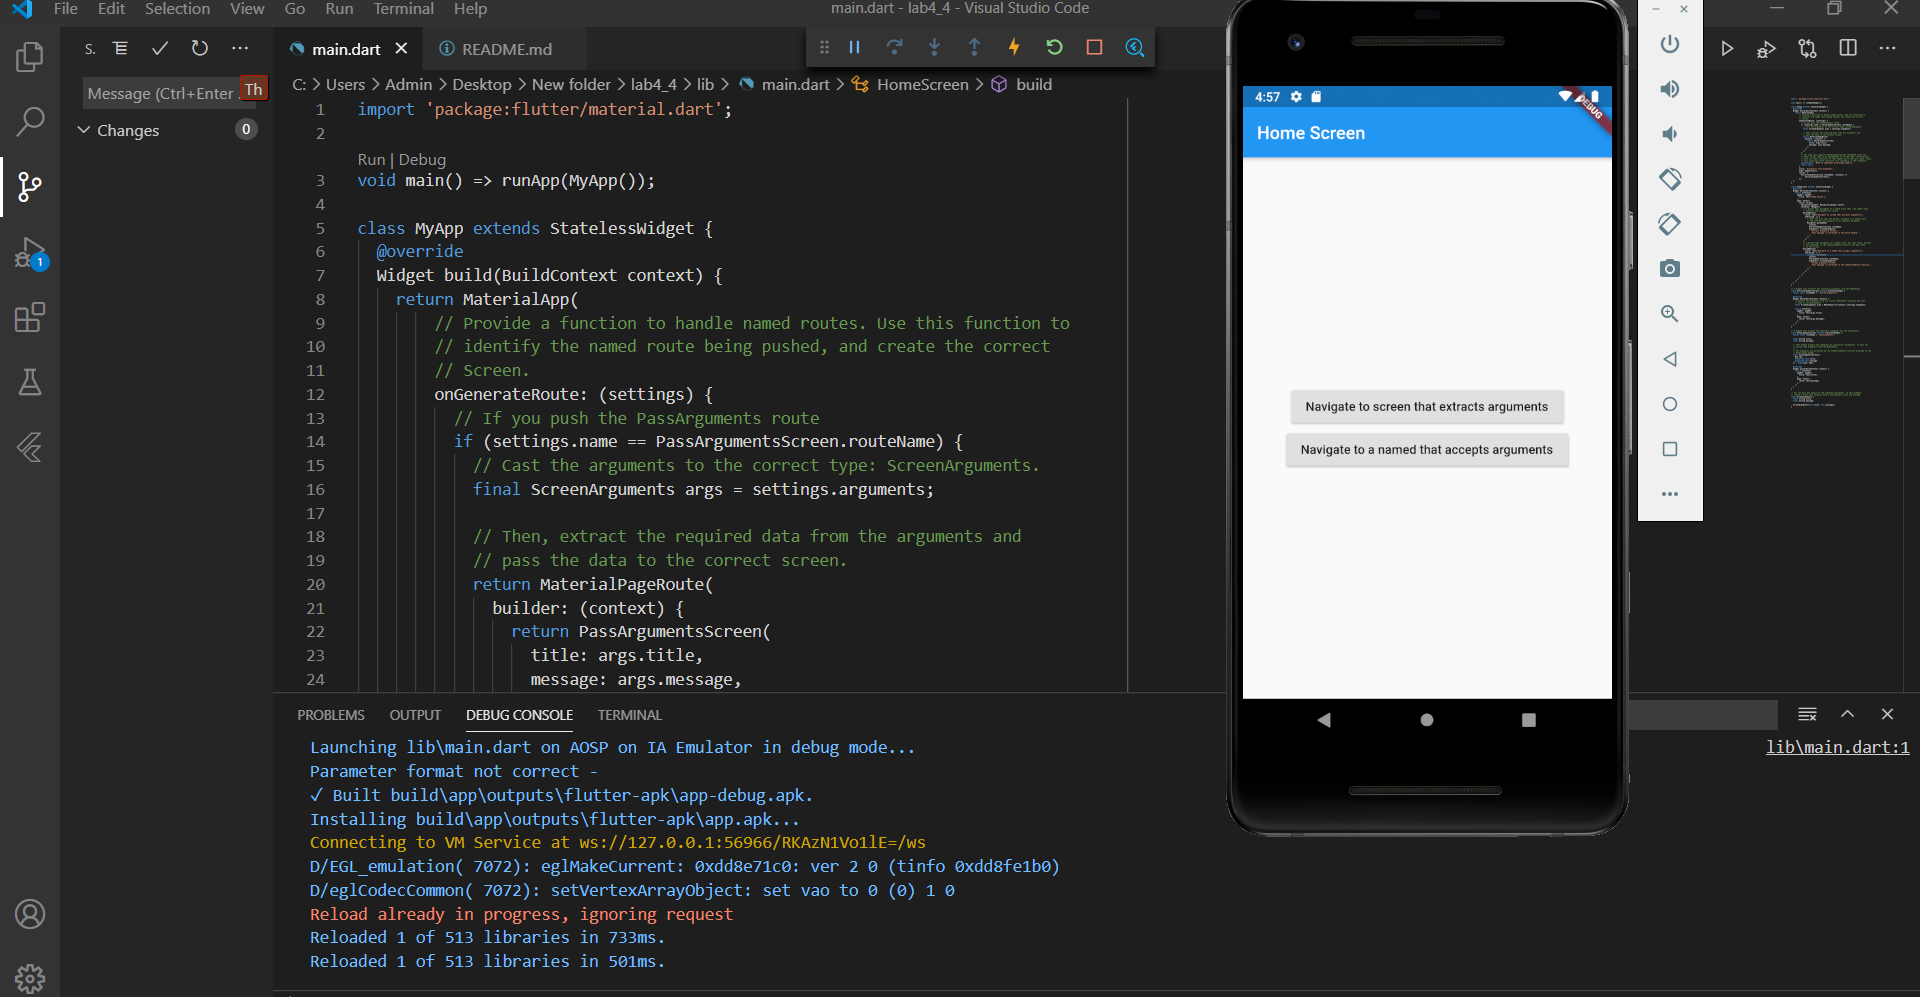 File Edit Selection View Go Run Terminal Help
main.dart - lab4_4 - Visual Studio Code
S.
main.dart
README.md
Message (Ctrl+Enter
Th
C: > Users > Admin > Desktop > New folder > lab4_4 > lib > main.dart > HomeScreen > build
Changes
0
1 import 'package:flutter/material.dart';
2
Run | Debug
3 void main() => runApp(MyApp());
4
5 class MyApp extends StatelessWidget {
6 @override
7 Widget build(BuildContext context) {
8 return MaterialApp(
9 // Provide a function to handle named routes. Use this function to
10 // identify the named route being pushed, and create the correct
11 // Screen.
12 onGenerateRoute: (settings) {
13 // If you push the PassArguments route
14 if (settings.name == PassArgumentsScreen.routeName) {
15 // Cast the arguments to the correct type: ScreenArguments.
16 final ScreenArguments args = settings.arguments;
17
18 // Then, extract the required data from the arguments and
19 // pass the data to the correct screen.
20 return MaterialPageRoute(
21 builder: (context) {
22 return PassArgumentsScreen(
23 title: args.title,
24 message: args.message,
1
PROBLEMS OUTPUT DEBUG CONSOLE TERMINAL
Launching lib\main.dart on AOSP on IA Emulator in debug mode...
lib\main.dart:1
Parameter format not correct -
✓ Built build\app\outputs\flutter-apk\app-debug.apk.
Installing build\app\outputs\flutter-apk\app.apk...
Connecting to VM Service at ws://127.0.0.1:56966/RKAzN1Vo1lE=/ws
D/EGL_emulation( 7072): eglMakeCurrent: 0xdd8e71c0: ver 2 0 (tinfo 0xdd8fe1b0)
D/eglCodecCommon( 7072): setVertexArrayObject: set vao to 0 (0) 1 0
Reload already in progress, ignoring request
Reloaded 1 of 513 libraries in 733ms.
Reloaded 1 of 513 libraries in 501ms.
4:57
DEBUG
Home Screen
Navigate to screen that extracts arguments
Navigate to a named that accepts arguments